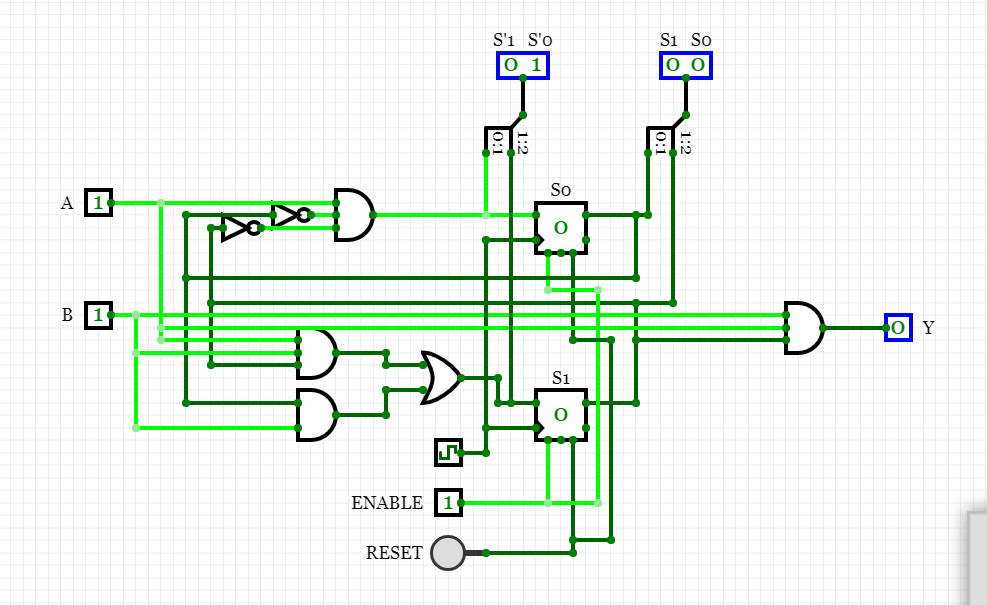 S'1 S'0 S1 S0
0 1 0 0
0:1 1:2 0:1 1:2
A 1
S0
0
B 1
0 Y
S1
0
ENABLE 1
RESET